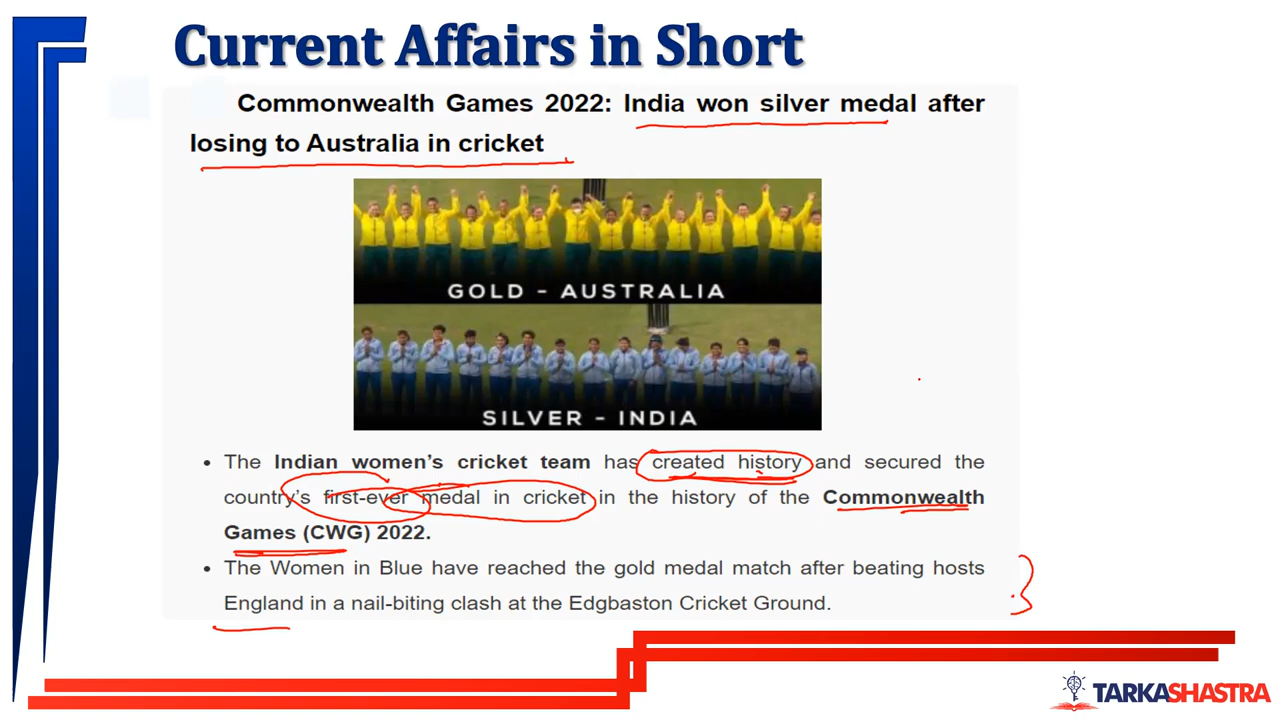 Current Affairs in Short
Commonwealth Games 2022: India won silver medal after
losing to Australia in cricket
GOLD - AUSTRALIA
SILVER - INDIA
• The Indian women's cricket team has created history and secured the
country's first-ever medal in cricket in the history of the Commonwealth
Games (CWG) 2022.
• The Women in Blue have reached the gold medal match after beating hosts
England in a nail-biting clash at the Edgbaston Cricket Ground.
TARKASHASTRA